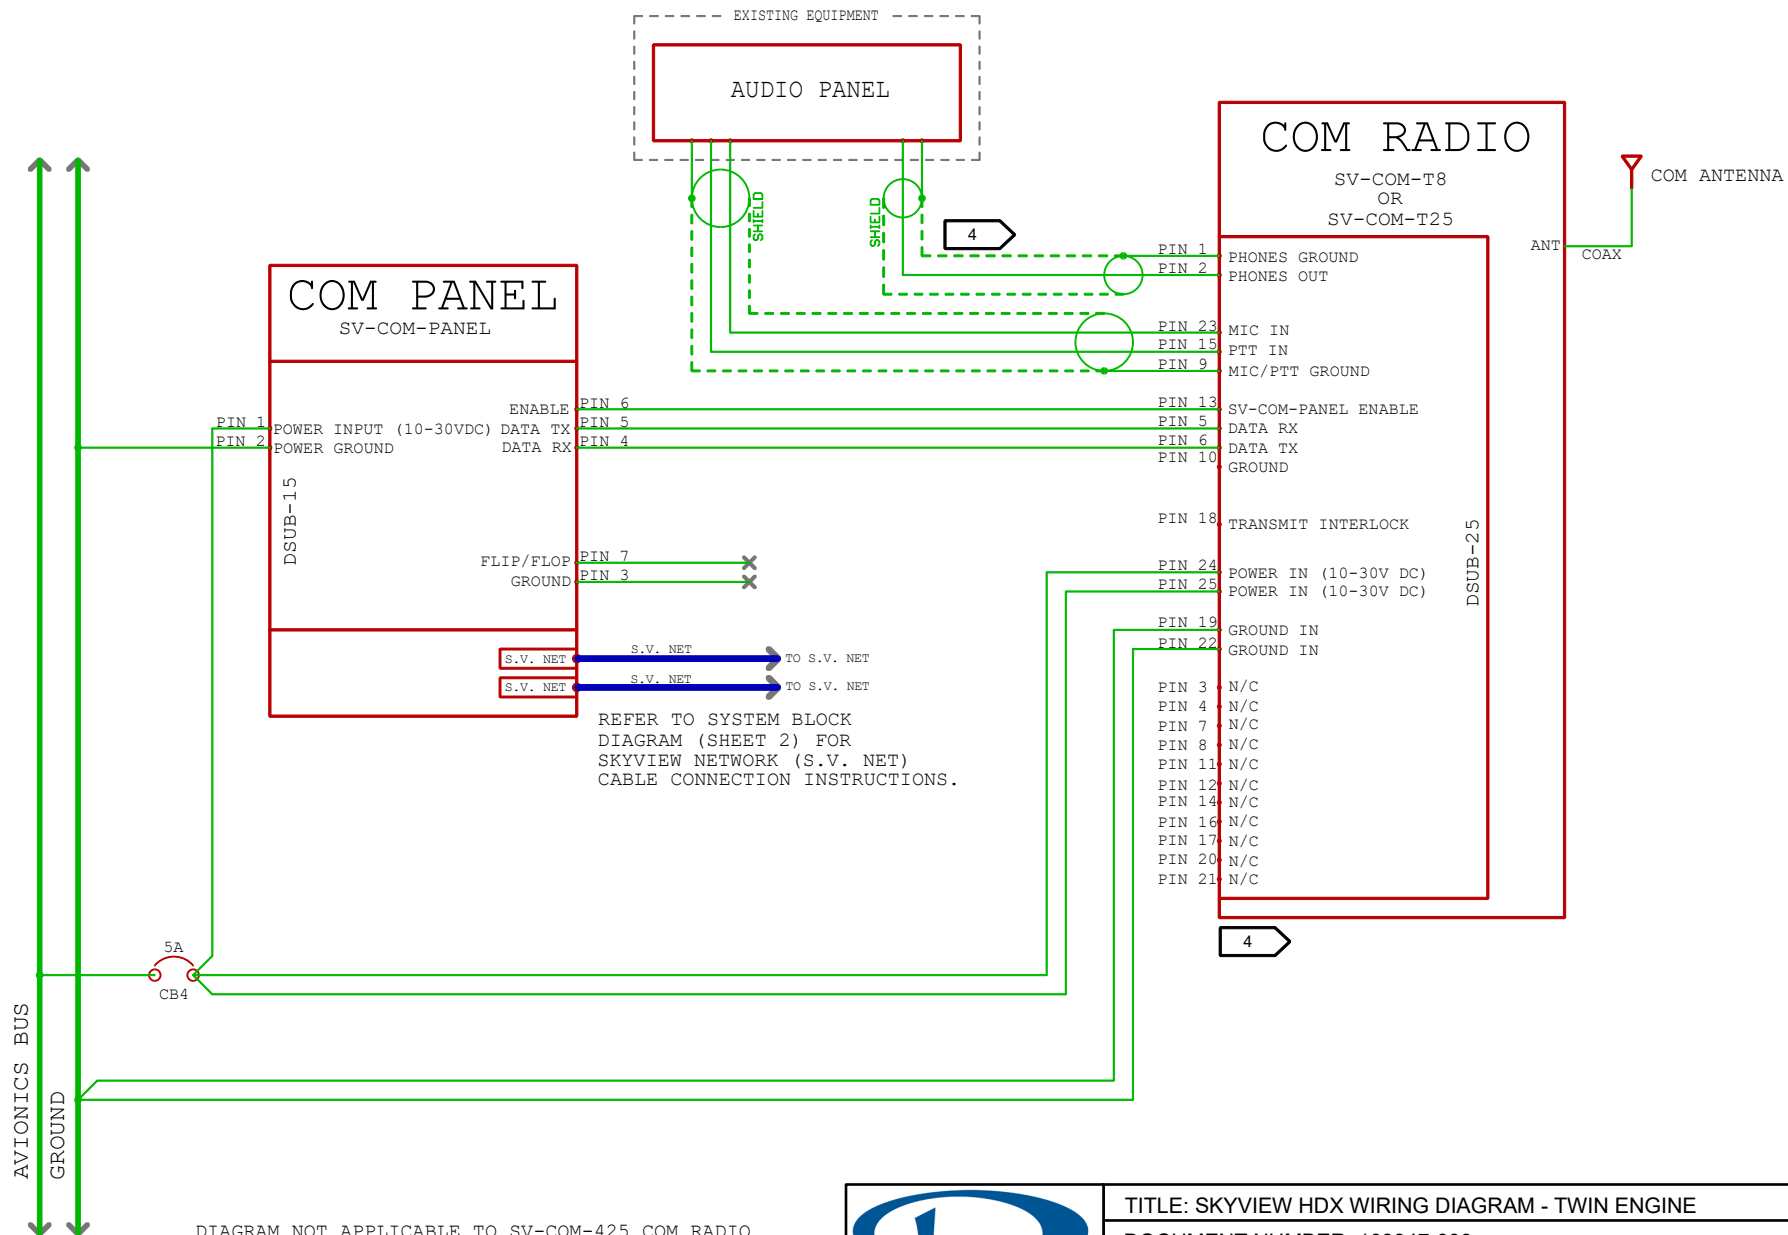 EXISTING EQUIPMENT
AUDIO PANEL
SHIELD
SHIELD
4
COM RADIO
SV-COM-T8
OR
SV-COM-T25
COM ANTENNA
ANT
COAX
PIN 1 PHONES GROUND
PIN 2 PHONES OUT
PIN 23 MIC IN
PIN 15 PTT IN
PIN 9 MIC/PTT GROUND
PIN 13 SV-COM-PANEL ENABLE
PIN 5 DATA RX
PIN 6 DATA TX
PIN 10 GROUND
PIN 18 TRANSMIT INTERLOCK
PIN 24 POWER IN (10-30V DC)
PIN 25 POWER IN (10-30V DC)
PIN 19 GROUND IN
PIN 22 GROUND IN
PIN 3 N/C
PIN 4 N/C
PIN 7 N/C
PIN 8 N/C
PIN 11 N/C
PIN 12 N/C
PIN 14 N/C
PIN 16 N/C
PIN 17 N/C
PIN 20 N/C
PIN 21 N/C
DSUB-25
4
COM PANEL
SV-COM-PANEL
PIN 1 POWER INPUT (10-30VDC)
PIN 2 POWER GROUND
ENABLE PIN 6
DATA TX PIN 5
DATA RX PIN 4
DSUB-15
FLIP/FLOP PIN 7
GROUND PIN 3
S.V. NET S.V. NET TO S.V. NET
S.V. NET S.V. NET TO S.V. NET
REFER TO SYSTEM BLOCK
DIAGRAM (SHEET 2) FOR
SKYVIEW NETWORK (S.V. NET)
CABLE CONNECTION INSTRUCTIONS.
5A
CB4
AVIONICS BUS
GROUND
DIAGRAM NOT APPLICABLE TO SV-COM-425 COM RADIO
TITLE: SKYVIEW HDX WIRING DIAGRAM - TWIN ENGINE